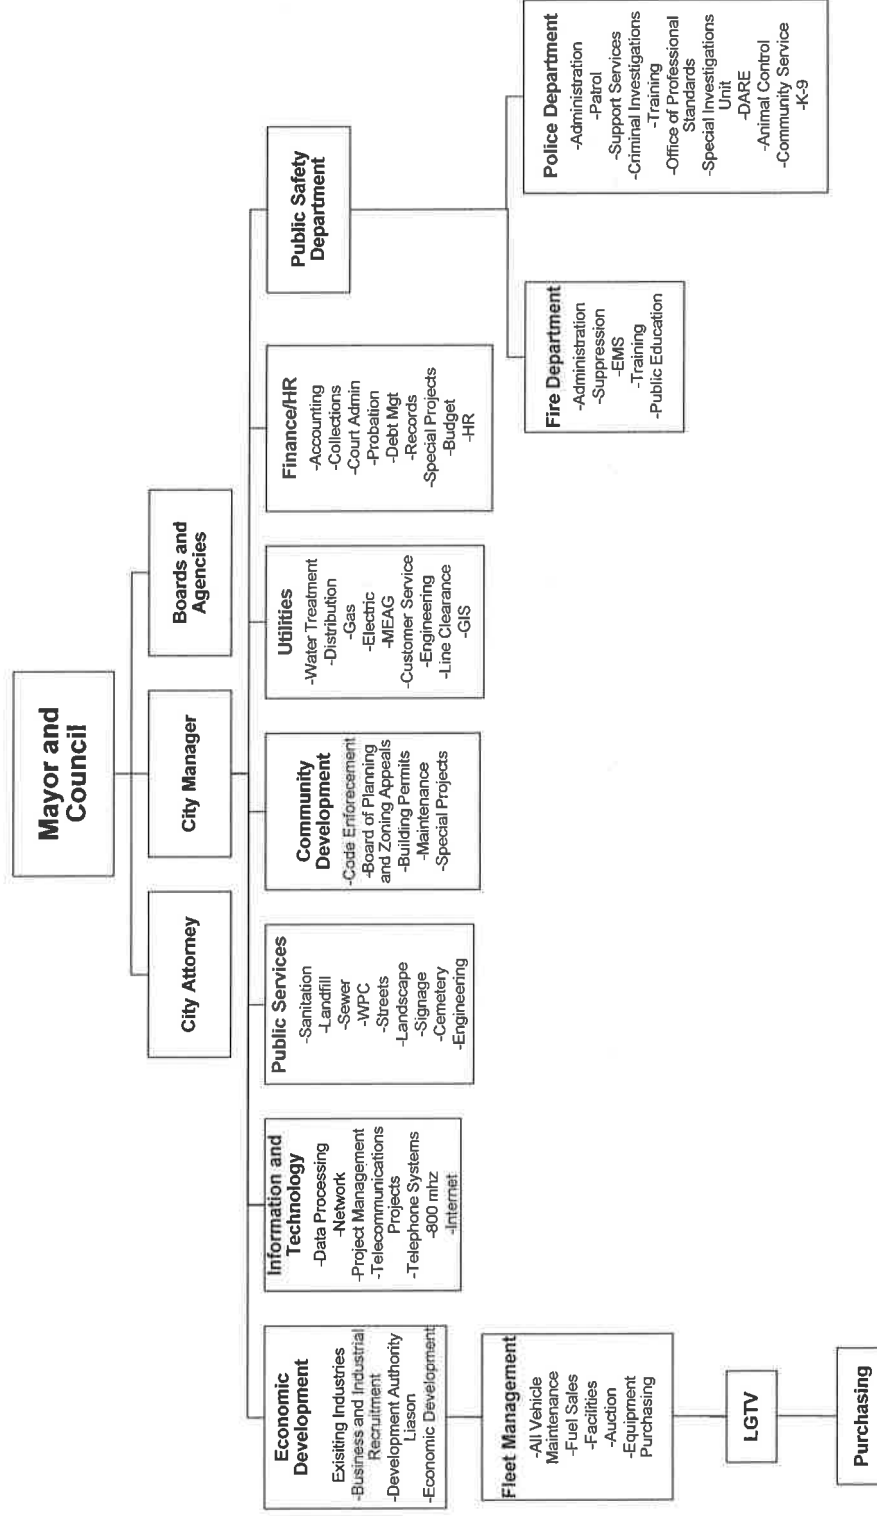 Mayor and
Council
City Attorney
City Manager
Boards and
Agencies
Economic
Development
Exisiting Industries
-Business and Industrial
Recruitment
-Development Authority
Liason
-Economic Development
Information and
Technology
-Data Processing
-Network
-Project Management
-Telecommunications
Projects
-Telephone Systems
-800 mhz
-Internet
Public Services
-Sanitation
-Landfill
-Sewer
-WPC
-Streets
-Landscape
-Signage
-Cemetery
-Engineering
Community
Development
-Code Enforecement
-Board of Planning
and Zoning Appeals
-Building Permits
-Maintenance
-Special Projects
Utilities
-Water Treatment
-Distribution
-Gas
-Electric
-MEAG
-Customer Service
-Engineering
-Line Clearance
-GIS
Finance/HR
-Accounting
-Collections
-Court Admin
-Probation
-Debt Mgt
-Records
-Special Projects
-Budget
-HR
Public Safety
Department
Fleet Management
-All Vehicle
Maintenance
-Fuel Sales
-Facilities
-Auction
-Equipment
Purchasing
LGTV
Purchasing
Fire Department
-Administration
-Suppression
-EMS
-Training
-Public Education
Police Department
-Administration
-Patrol
-Support Services
-Criminal Investigations
-Training
-Office of Professional
Standards
-Special Investigations
Unit
-DARE
-Animal Control
-Community Service
-K-9